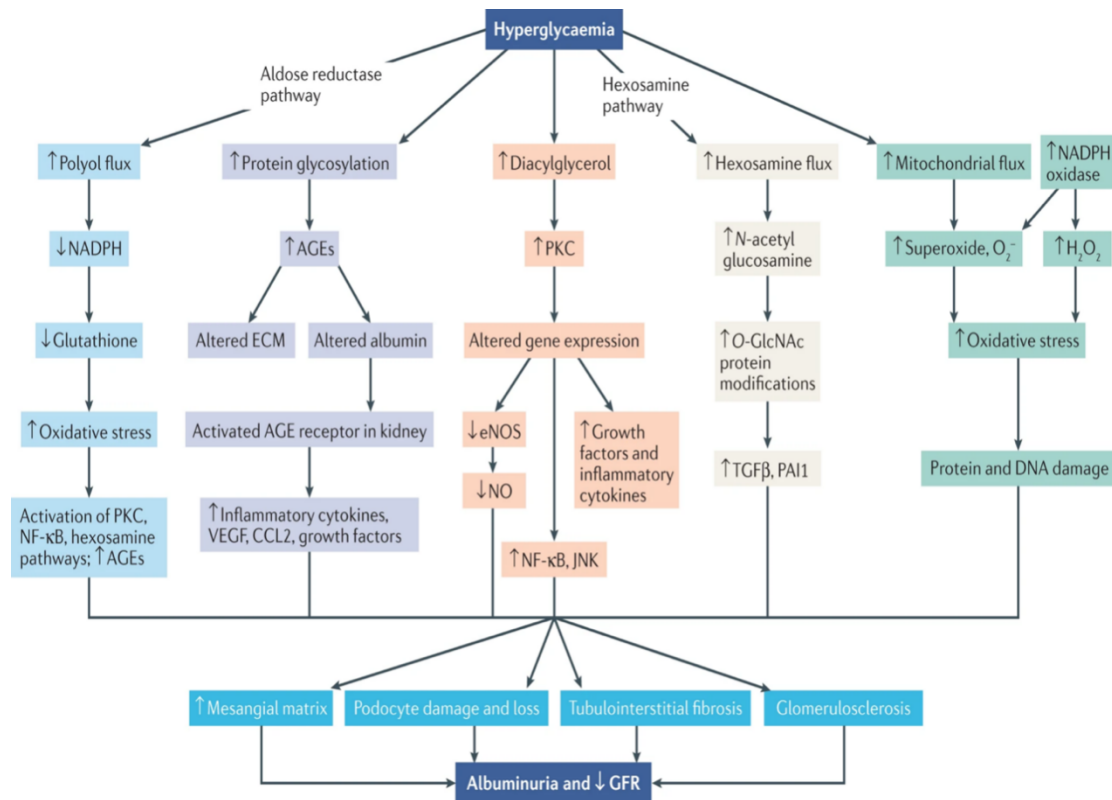 Hyperglycaemia
Aldose reductase
pathway
Hexosamine
pathway
↑Polyol flux
↑Protein glycosylation
↑Diacylglycerol
↑Hexosamine flux
↑Mitochondrial flux
↑NADPH
oxidase
↓NADPH
↑AGEs
↑PKC
↑N-acetyl
glucosamine
↑Superoxide, O₂⁻
↑H₂O₂
↓Glutathione
Altered ECM
Altered albumin
Altered gene expression
↑O-GlcNAc
protein
modifications
↑Oxidative stress
↑Oxidative stress
Activated AGE receptor in kidney
↓eNOS
↑Growth
factors and
inflammatory
cytokines
↑TGFβ, PAI1
Protein and DNA damage
↓NO
Activation of PKC,
NF-κB, hexosamine
pathways; ↑AGEs
↑Inflammatory cytokines,
VEGF, CCL2, growth factors
↑NF-κB, JNK
↑Mesangial matrix
Podocyte damage and loss
Tubulointerstitial fibrosis
Glomerulosclerosis
Albuminuria and ↓ GFR